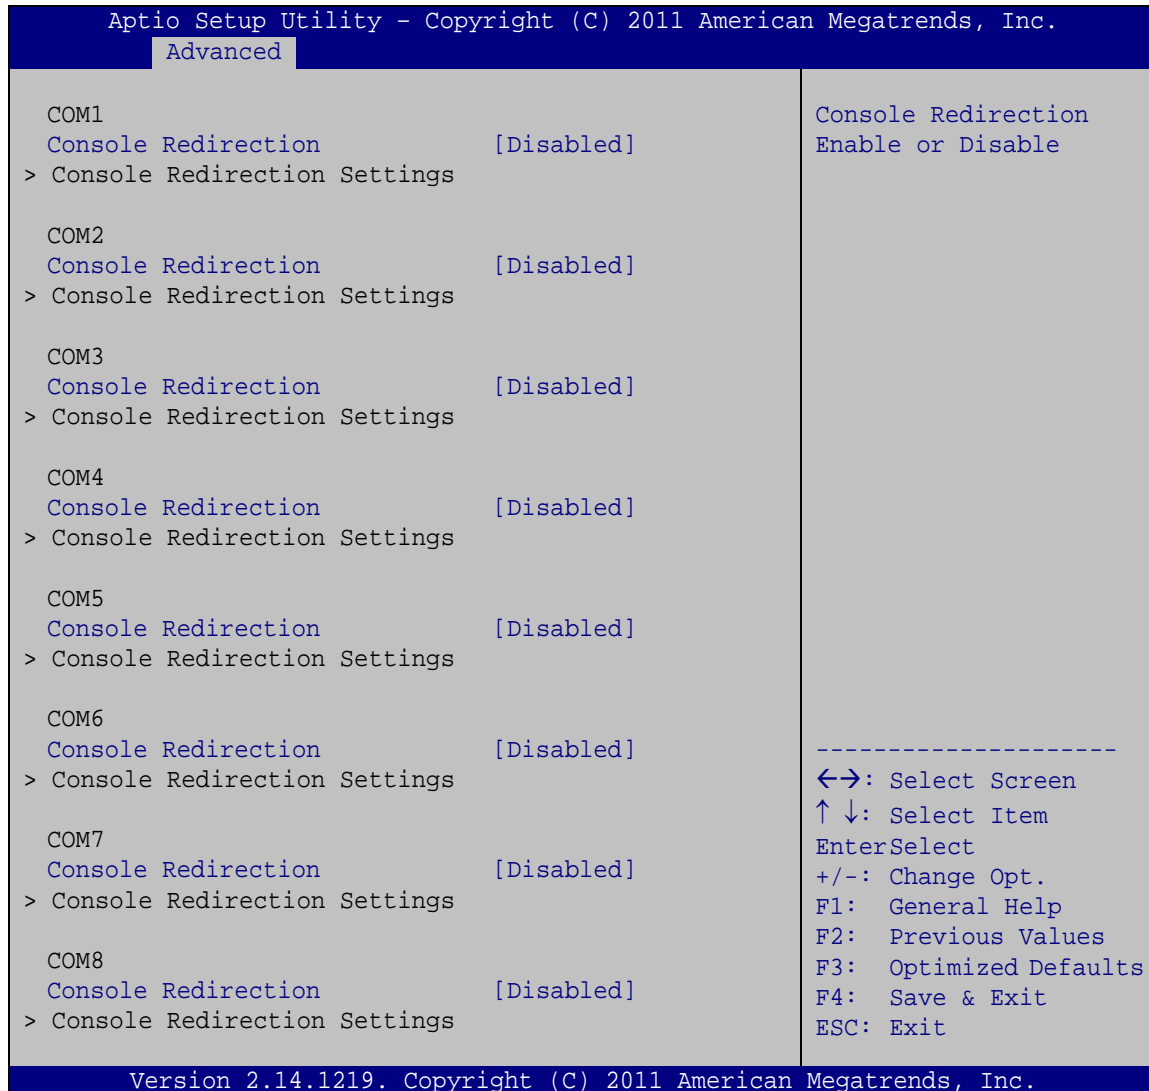 Aptio Setup Utility – Copyright (C) 2011 American Megatrends, Inc.
Advanced
COM1
Console Redirection [Disabled]
> Console Redirection Settings
COM2
Console Redirection [Disabled]
> Console Redirection Settings
COM3
Console Redirection [Disabled]
> Console Redirection Settings
COM4
Console Redirection [Disabled]
> Console Redirection Settings
COM5
Console Redirection [Disabled]
> Console Redirection Settings
COM6
Console Redirection [Disabled]
> Console Redirection Settings
COM7
Console Redirection [Disabled]
> Console Redirection Settings
COM8
Console Redirection [Disabled]
> Console Redirection Settings
Console Redirection
Enable or Disable
---------------------
←→: Select Screen
↑ ↓: Select Item
EnterSelect
+/-: Change Opt.
F1: General Help
F2: Previous Values
F3: Optimized Defaults
F4: Save & Exit
ESC: Exit
Version 2.14.1219. Copyright (C) 2011 American Megatrends, Inc.